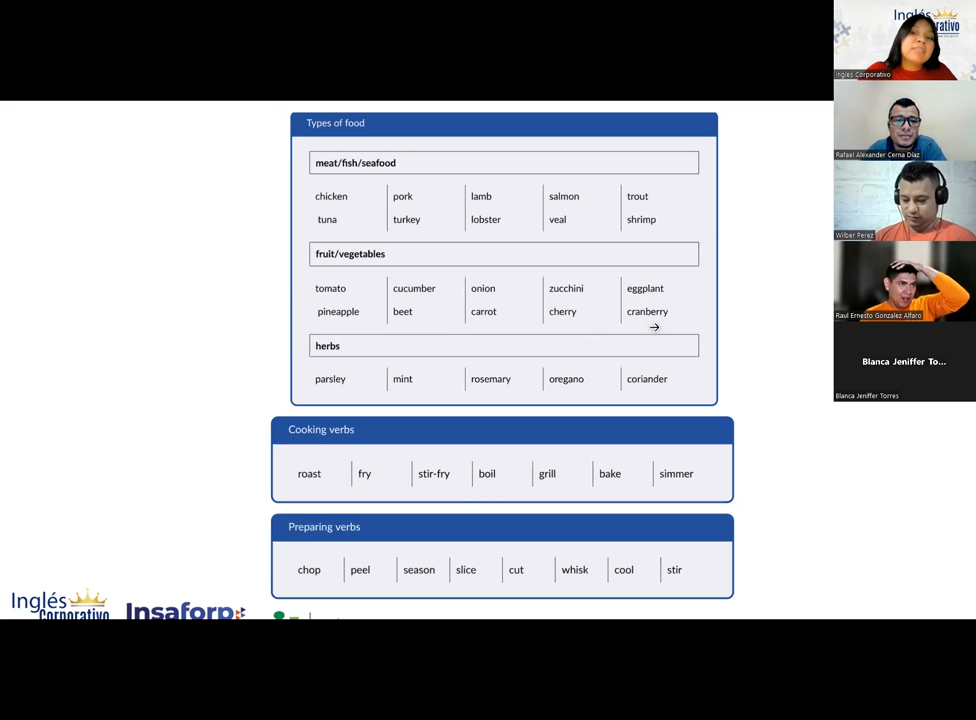 Types of food
meat/fish/seafood
chicken pork lamb salmon trout
tuna turkey lobster veal shrimp
fruit/vegetables
tomato cucumber onion zucchini eggplant
pineapple beet carrot cherry cranberry
herbs
parsley mint rosemary oregano coriander
Cooking verbs
roast fry stir-fry boil grill bake simmer
Preparing verbs
chop peel season slice cut whisk cool stir
Inglés
Corporativo
Insaforp
Inglés
rativo
Ingles Corporativo
Rafael Alexander Cerna Díaz
Wilber Perez
Raul Ernesto Gonzalez Alfaro
Blanca Jeniffer To...
Blanca Jeniffer Torres